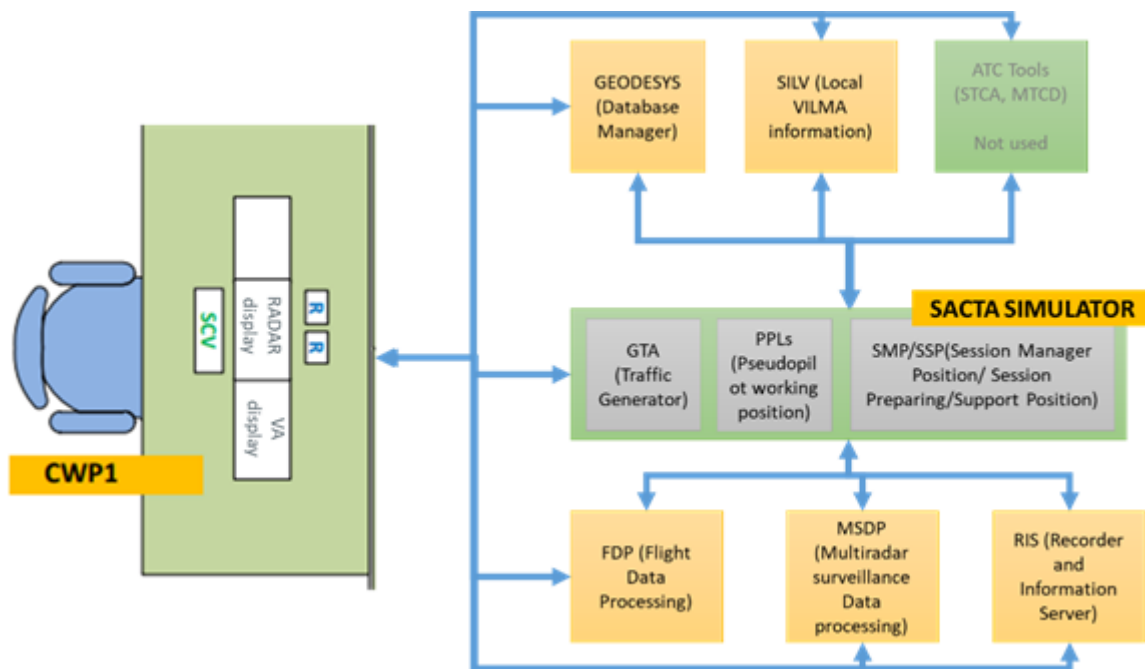 GEODESYS
(Database
Manager)
SILV (Local
VILMA
information)
ATC Tools
(STCA, MTCD)
Not used
SCV
RADAR
display
VA
display
R
R
CWP1
SACTA SIMULATOR
GTA
(Traffic
Generator)
PPLs
(Pseudopil
ot working
position)
SMP/SSP(Session Manager
Position/ Session
Preparing/Support Position)
FDP (Flight
Data
Processing)
MSDP
(Multiradar
surveillance
Data
processing)
RIS (Recorder
and
Information
Server)